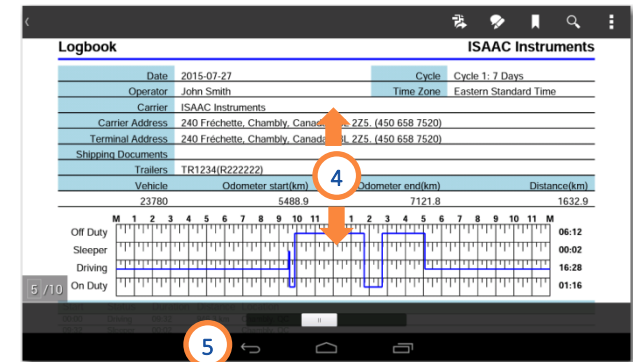 Logbook ISAAC Instruments
Date 2015-07-27 Cycle Cycle 1: 7 Days
Operator John Smith Time Zone Eastern Standard Time
Carrier ISAAC Instruments
Carrier Address 240 Fréchette, Chambly, Canada 2Z5. (450 658 7520)
Terminal Address 240 Fréchette, Chambly, Canada 2Z5. (450 658 7520)
Shipping Documents
Trailers TR1234(R222222)
4
Vehicle Odometer start(km) Odometer end(km) Distance(km)
23780 5488.9 7121.8 1632.9
M 1 2 3 4 5 6 7 8 9 10 11 1 2 3 4 5 6 7 8 9 10 11 M
Off Duty 06:12
Sleeper 00:02
Driving 16:28
On Duty 01:16
5 /10
5